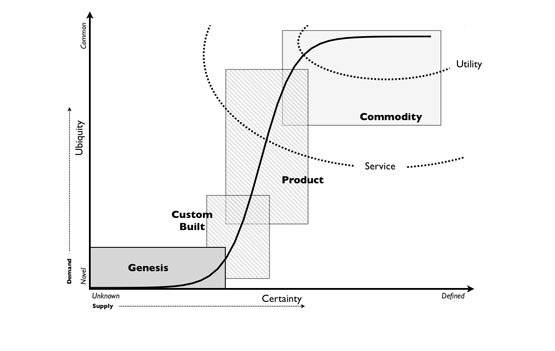 Common
Utility
Commodity
Ubiquity
Service
Product
Custom
Built
Demand
Novel
Genesis
Unknown
Certainty
Defined
Supply